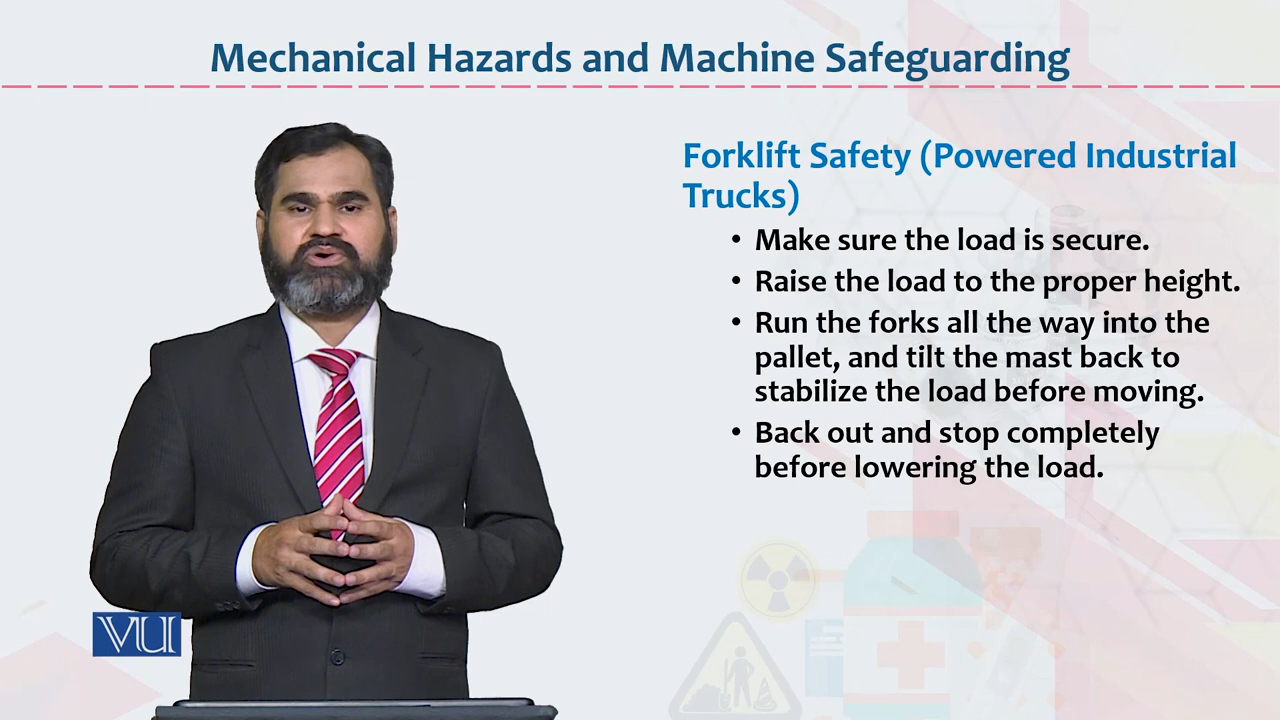 Mechanical Hazards and Machine Safeguarding
Forklift Safety (Powered Industrial
Trucks)
• Make sure the load is secure.
• Raise the load to the proper height.
• Run the forks all the way into the
pallet, and tilt the mast back to
stabilize the load before moving.
• Back out and stop completely
before lowering the load.
VU